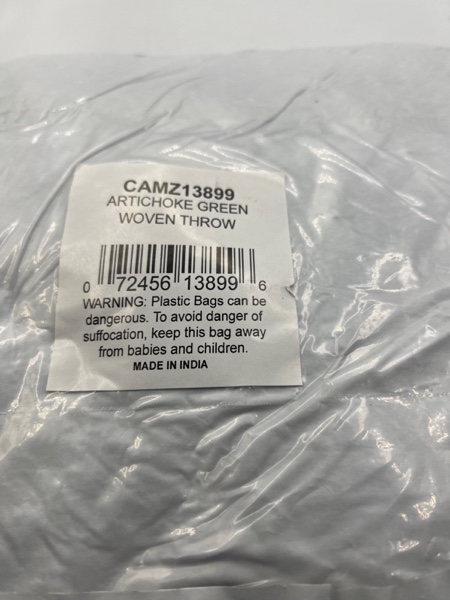 CAMZ13899
ARTICHOKE GREEN
WOVEN THROW
0 72456 13899 6
WARNING: Plastic Bags can be
dangerous. To avoid danger of
suffocation, keep this bag away
from babies and children.
MADE IN INDIA